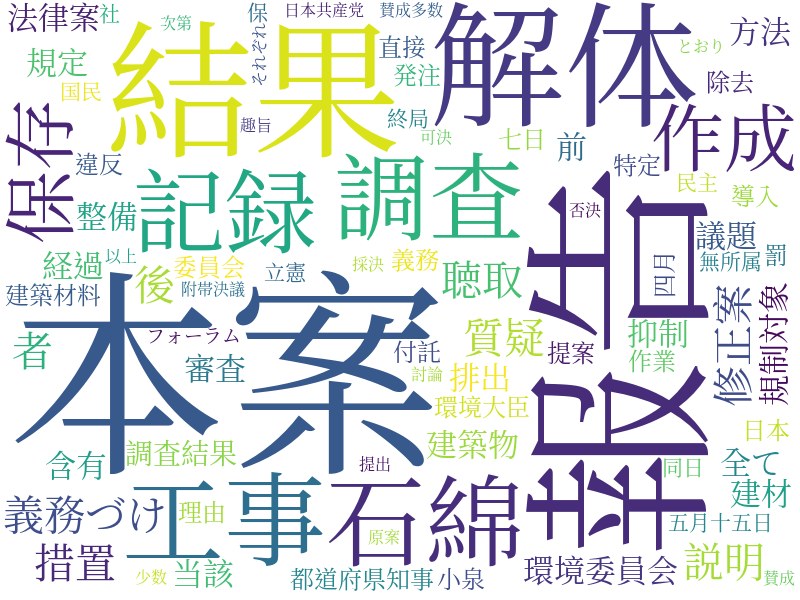 法律案
社
次第
保
それぞれ
日本共産党
賛成多数
直接
発注
方法
とおり
除去
規定
国民
結果
趣旨
解体
終局
可決
七日
前
作成
特定
民主
導入
保存
違反
整備
記録
調査
否決
報告
議題
無所属
罰
四月
経過
以上
委員会
立憲
採決
義務
聴取
後
附帯決議
建築材料
本案
フォーラム
付託
質疑
提案
抑制
作業
修正案
規制対象
者
審査
討論
排出
環境大臣
日本
含有
調査結果
提出
建築物
同日
全て
建材
義務づけ
工事
理由
石綿
原案
五月十五日
措置
少数
当該
都道府県知事
小泉
環境委員会
説明
賛成